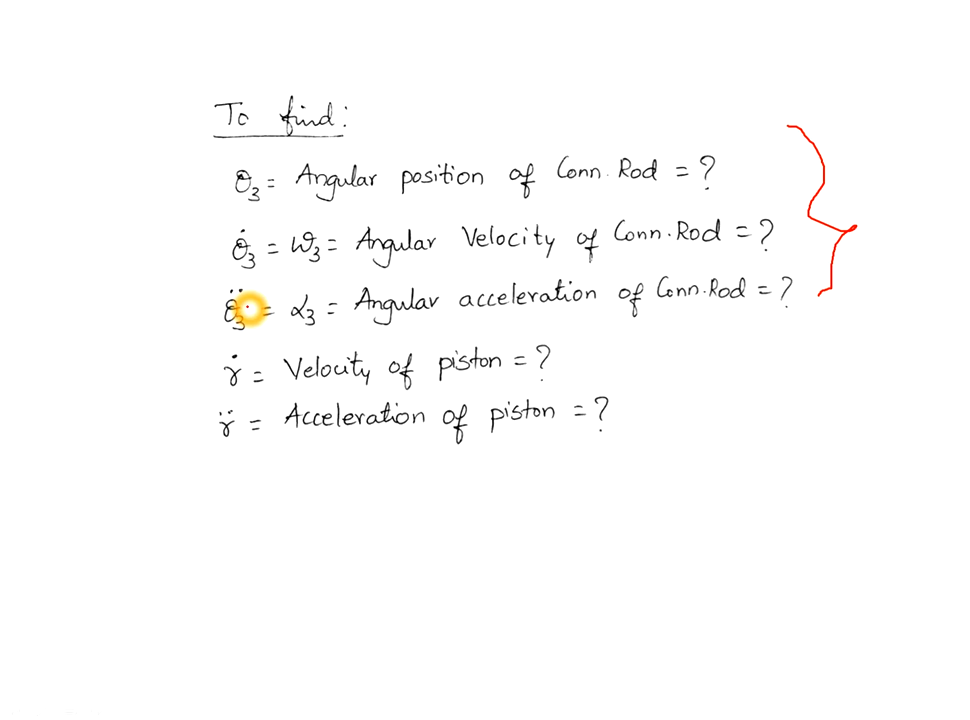 To find:
θ₃ = Angular position of Conn. Rod = ?
θ̇₃ = ω₃ = Angular Velocity of Conn. Rod = ?
θ̈₃ = α₃ = Angular acceleration of Conn. Rod = ?
ṙ = Velocity of piston = ?
r̈ = Acceleration of piston = ?